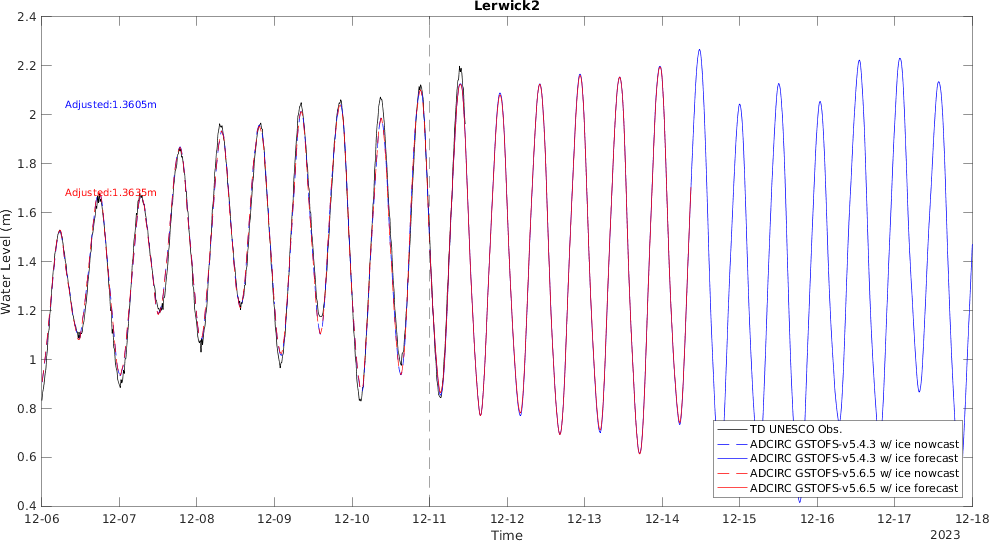 Lerwick2
2.4
2.2
2
1.8
1.6
1.4
1.2
1
0.8
0.6
0.4
Water Level (m)
Adjusted:1.3605m
Adjusted:1.3635m
TD UNESCO Obs.
ADCIRC GSTOFS-v5.4.3 w/ ice nowcast
ADCIRC GSTOFS-v5.4.3 w/ ice forecast
ADCIRC GSTOFS-v5.6.5 w/ ice nowcast
ADCIRC GSTOFS-v5.6.5 w/ ice forecast
12-06 12-07 12-08 12-09 12-10 12-11 12-12 12-13 12-14 12-15 12-16 12-17 12-18
Time
2023